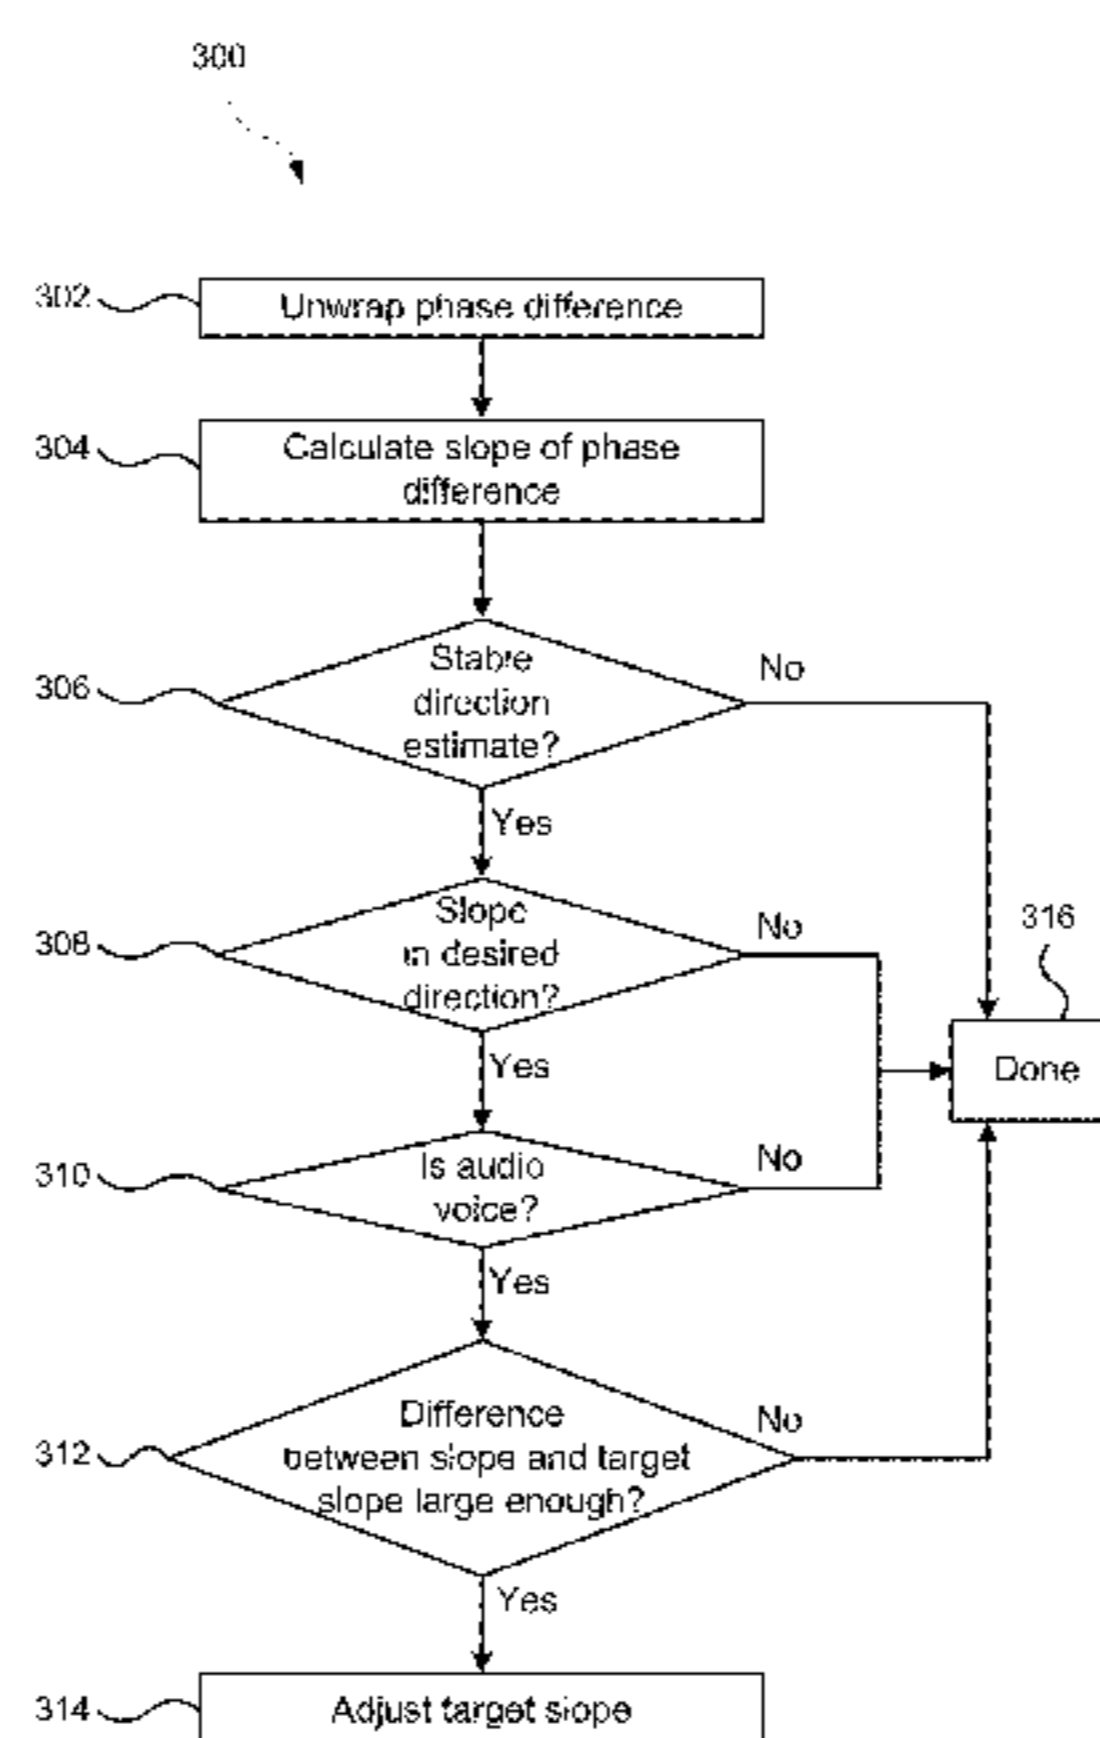 300
302
Unwrap phase difference
304
Calculate slope of phase
difference
306
Stable
direction
estimate?
No
Yes
308
Slope
in desired
direction?
No
316
Done
Yes
310
Is audio
voice?
No
Yes
312
Difference
between slope and target
slope large enough?
No
Yes
314
Adjust target slope